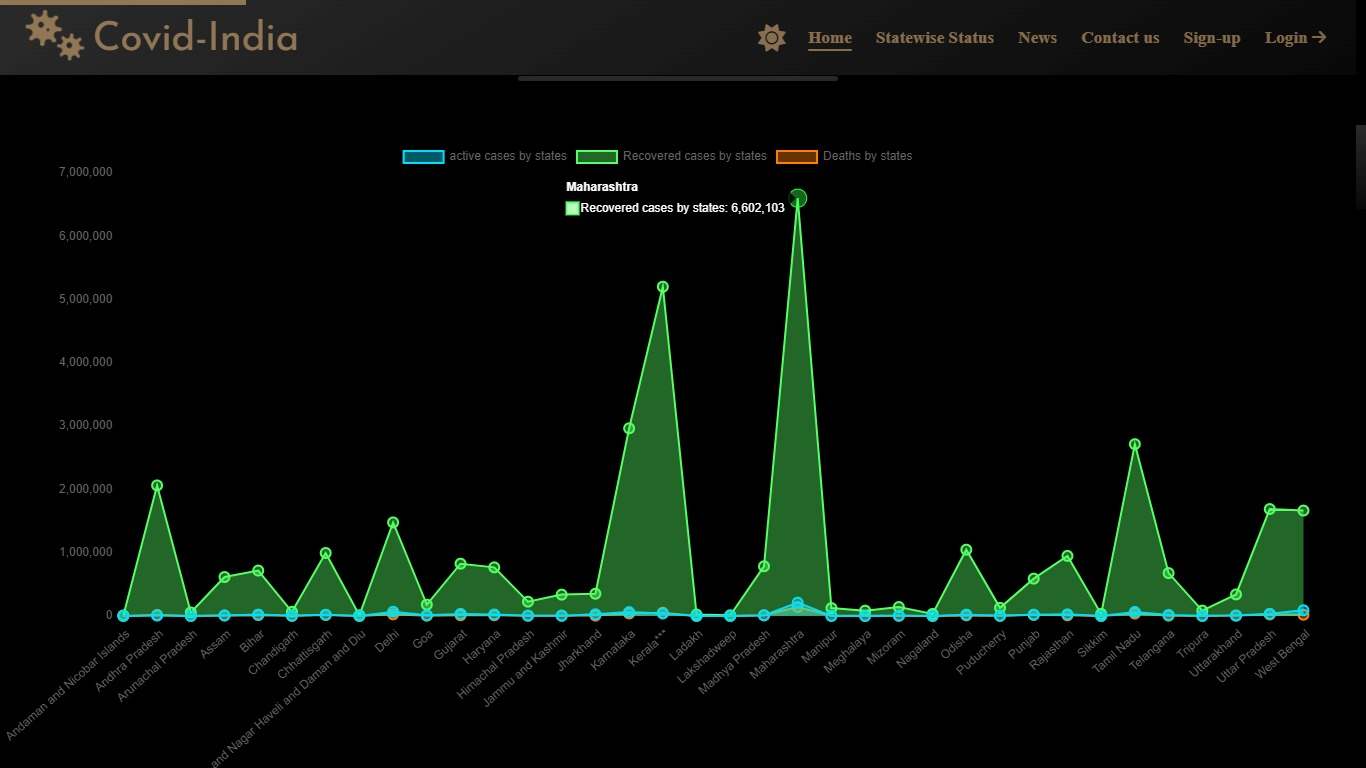 Covid-India
Home Statewise Status News Contact us Sign-up Login →
active cases by states Recovered cases by states Deaths by states
7,000,000
Maharashtra
Recovered cases by states: 6,602,103
6,000,000
5,000,000
4,000,000
3,000,000
2,000,000
1,000,000
0
Andaman and Nicobar Islands
Andhra Pradesh
Arunachal Pradesh
Assam
Bihar
Chandigarh
Chhattisgarh
and Nagar Haveli and Daman and Diu
Delhi
Goa
Gujarat
Haryana
Himachal Pradesh
Jammu and Kashmir
Jharkhand
Karnataka
Kerala***
Ladakh
Lakshadweep
Madhya Pradesh
Maharashtra
Manipur
Meghalaya
Mizoram
Nagaland
Odisha
Puducherry
Punjab
Rajasthan
Sikkim
Tamil Nadu
Telangana
Tripura
Uttarakhand
Uttar Pradesh
West Bengal